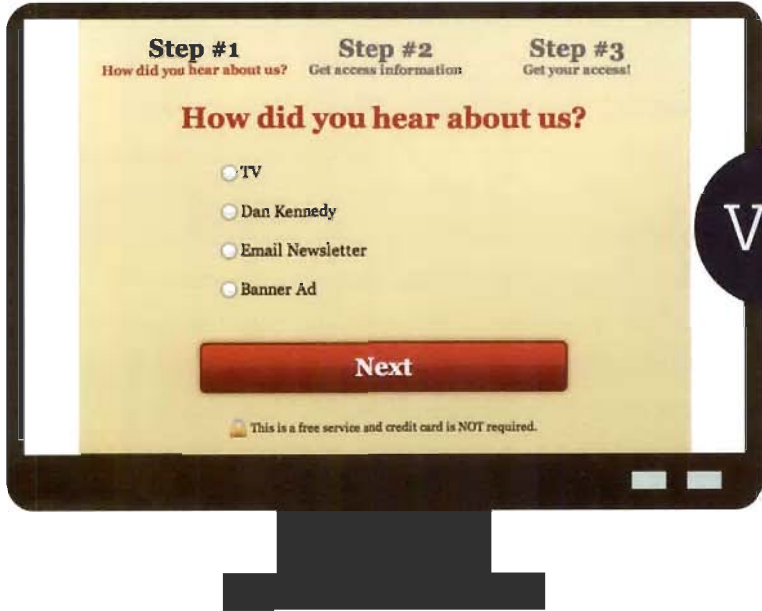 Step #1 Step #2 Step #3
How did you hear about us? Get access information Get your access!
How did you hear about us?
TV
Dan Kennedy
Email Newsletter
Banner Ad
V
Next
This is a free service and credit card is NOT required.